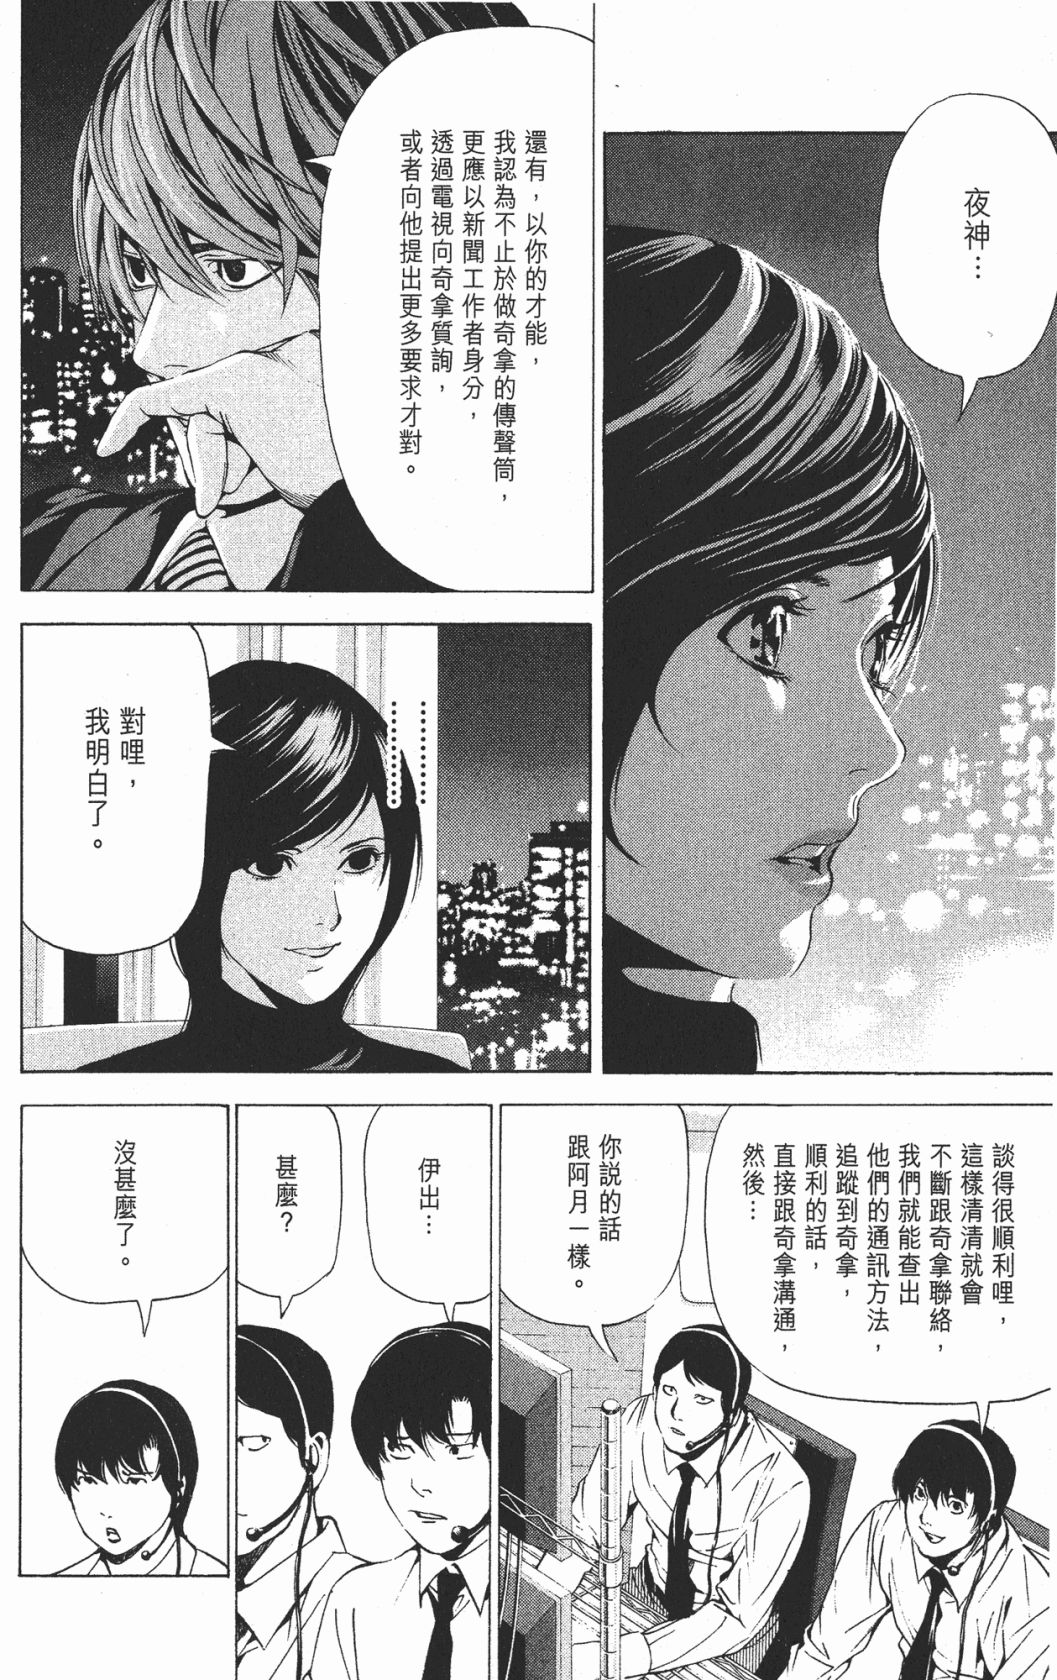 夜神…
還有，以你的才能，
我認為不止於做奇拿的傳聲筒，
更應以新聞工作者身分，
透過電視向奇拿質詢，
或者向他提出更多要求才對。
………………
………………
對哩，
我明白了。
談得很順利哩，
這樣清清就會
不斷跟奇拿聯絡，
我們就能查出
他們的通訊方法，
追蹤到奇拿，
順利的話，
直接跟奇拿溝通，
然後…
你說的話
跟阿月一樣。
伊出…
甚麼？
沒甚麼了。